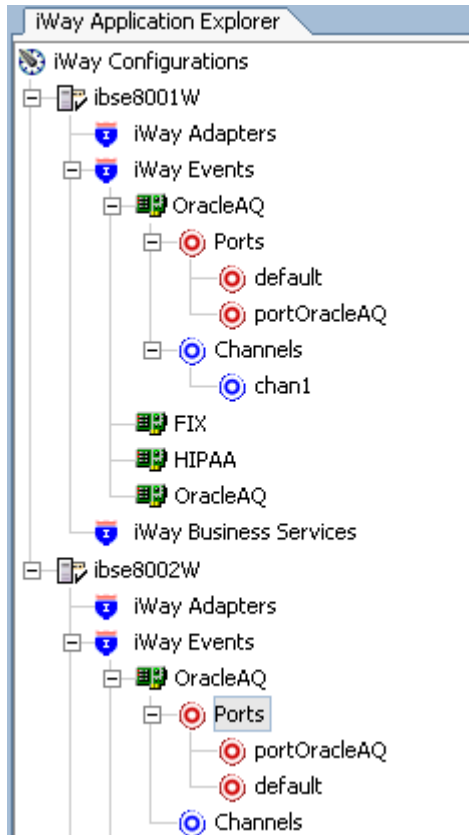 iWay Application Explorer
iWay Configurations
ibse8001W
iWay Adapters
iWay Events
OracleAQ
Ports
default
portOracleAQ
Channels
chan1
FIX
HIPAA
OracleAQ
iWay Business Services
ibse8002W
iWay Adapters
iWay Events
OracleAQ
Ports
portOracleAQ
default
Channels